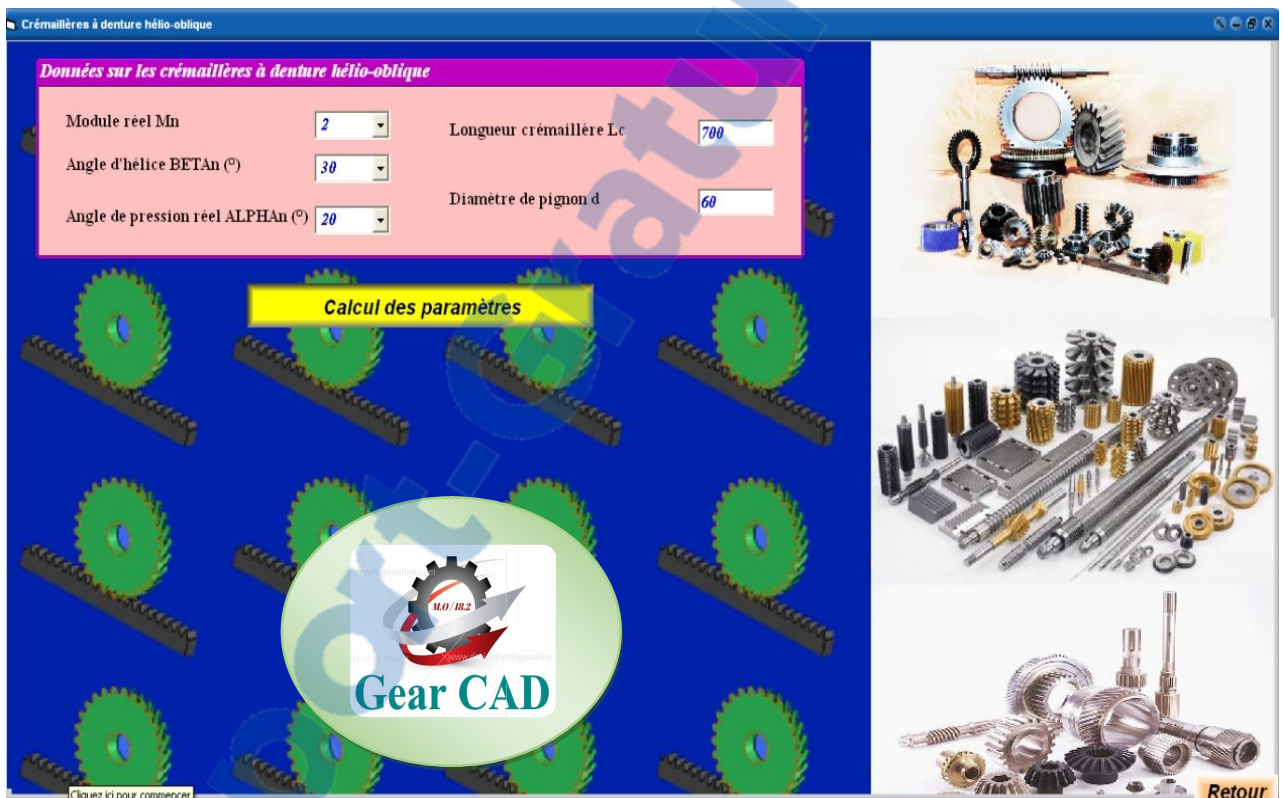 Crémaillères à denture hélio-oblique
Données sur les crémaillères à denture hélio-oblique
Module réel Mn
2
Longueur crémaillère Lc
700
Angle d'hélice BETAn (°)
30
Diamètre de pignon d
60
Angle de pression réel ALPHAn (°)
20
Calcul des paramètres
M.O / 18.2
Gear CAD
Cliquez ici pour commencer
Retour